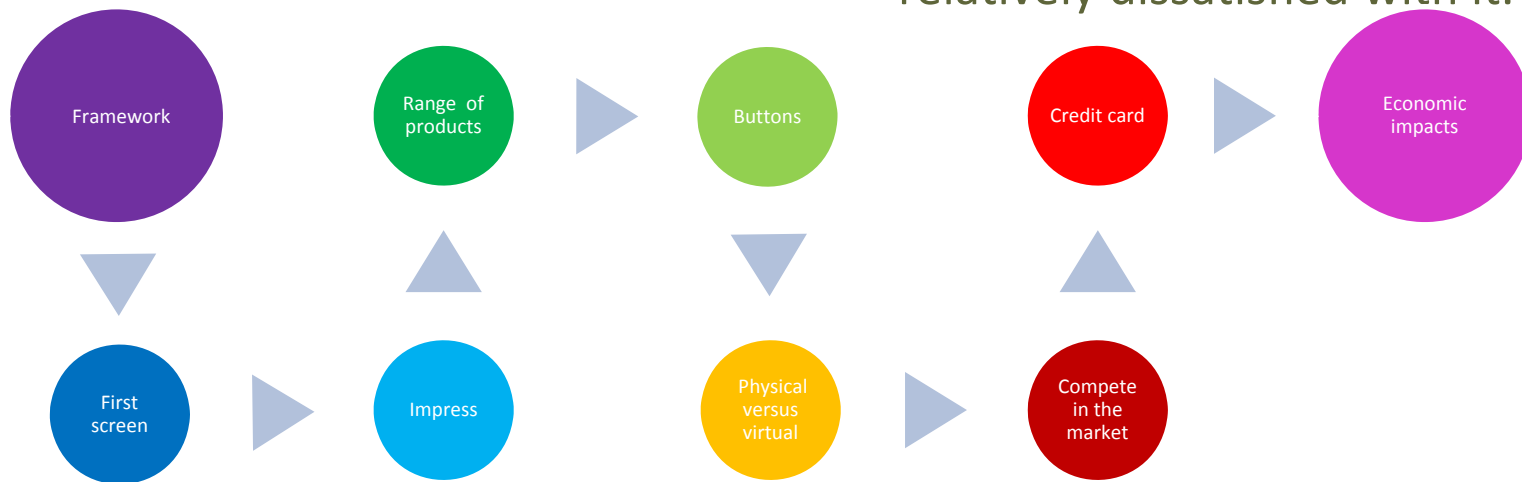 relatively dissatisfied with it.
Framework
First
screen
Impress
Range of
products
Buttons
Physical
versus
virtual
Compete
in the
market
Credit card
Economic
impacts